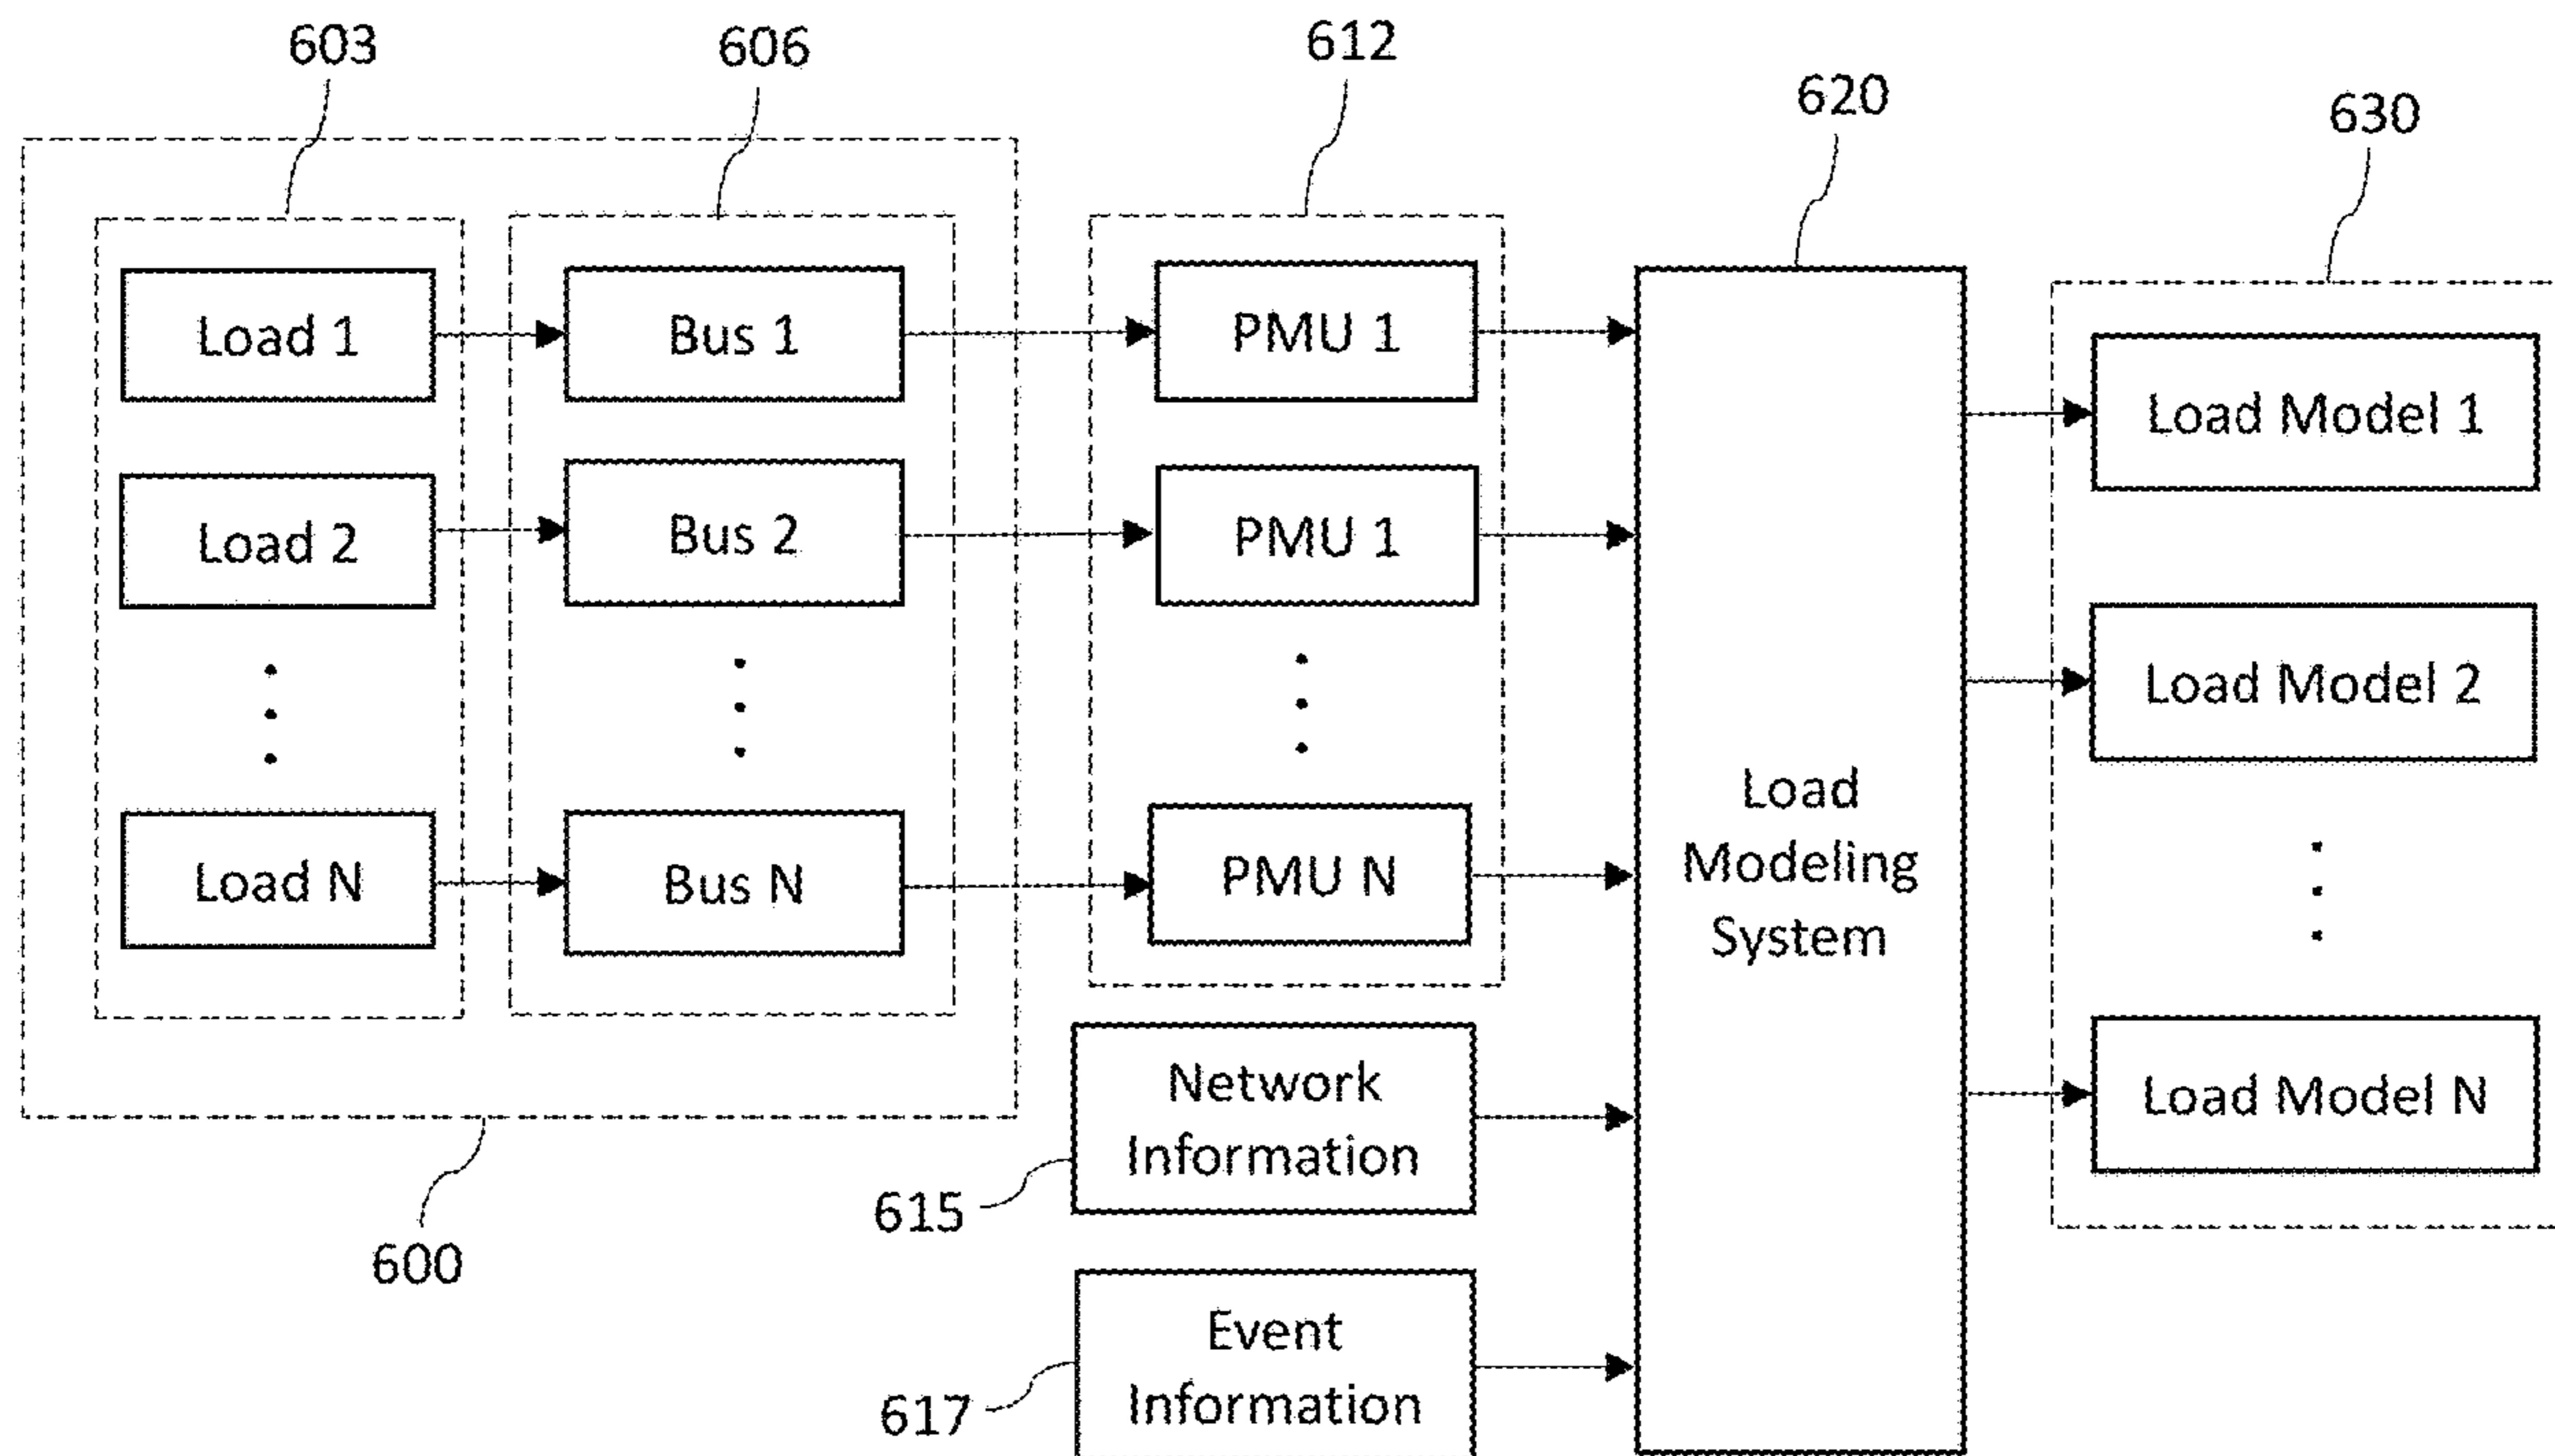 603
606
612
620
630
Load 1
Bus 1
PMU 1
Load Model 1
Load 2
Bus 2
PMU 1
Load Model 2
Load N
Bus N
PMU N
Load
Modeling
System
Load Model N
Network
Information
615
600
Event
Information
617